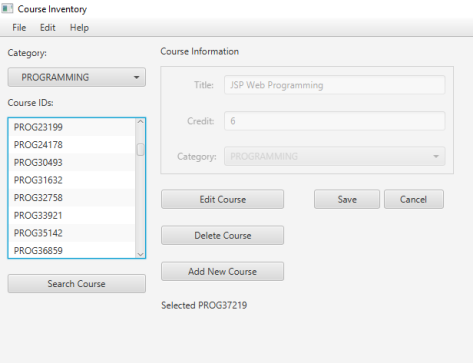 Course Inventory
File Edit Help
Category:
PROGRAMMING
Course IDs:
PROG23199
PROG24178
PROG30493
PROG31632
PROG32758
PROG33921
PROG35142
PROG36859
Search Course
Course Information
Title: JSP Web Programming
Credit: 6
Category: PROGRAMMING
Edit Course Save Cancel
Delete Course
Add New Course
Selected PROG37219